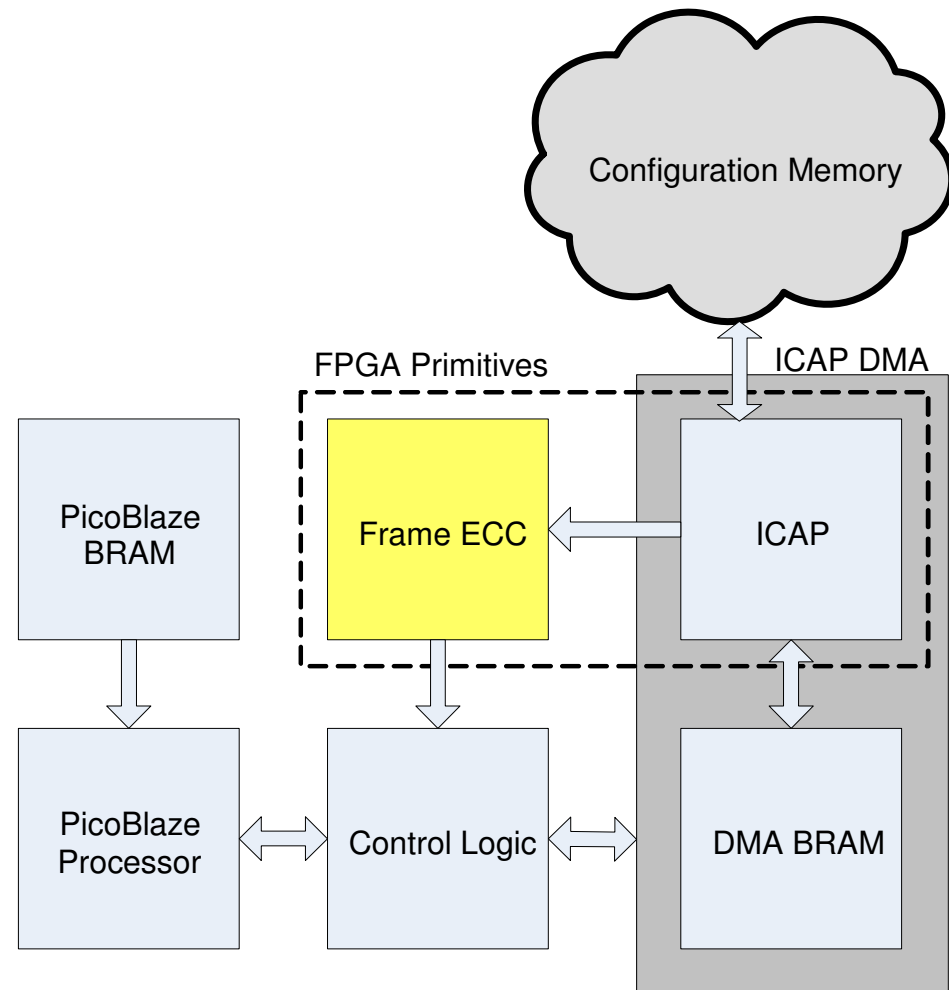 Configuration Memory
FPGA Primitives
ICAP DMA
PicoBlaze
BRAM
Frame ECC
ICAP
PicoBlaze
Processor
Control Logic
DMA BRAM